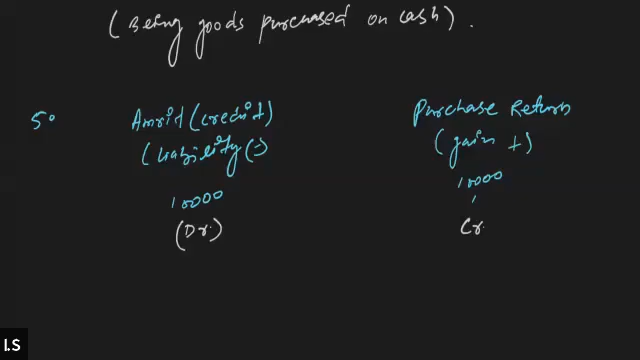 (Being goods purchased on cash).
5° Amrit (credit) Purchase Return
(liability (-) (gain +)
10000 10000
(Dr.) (Cr.
I.S